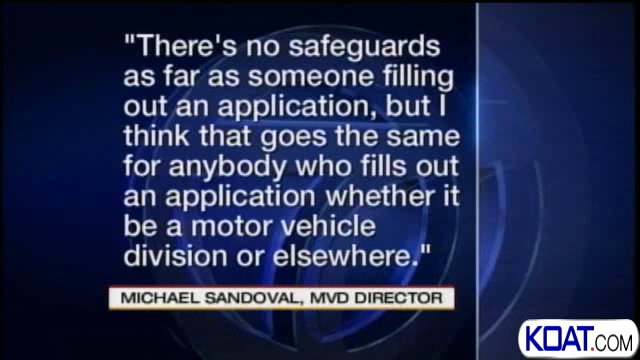 "There's no safeguards
as far as someone filling
out an application, but I
think that goes the same
for anybody who fills out
an application whether it
be a motor vehicle
division or elsewhere."
MICHAEL SANDOVAL, MVD DIRECTOR
KOAT.COM